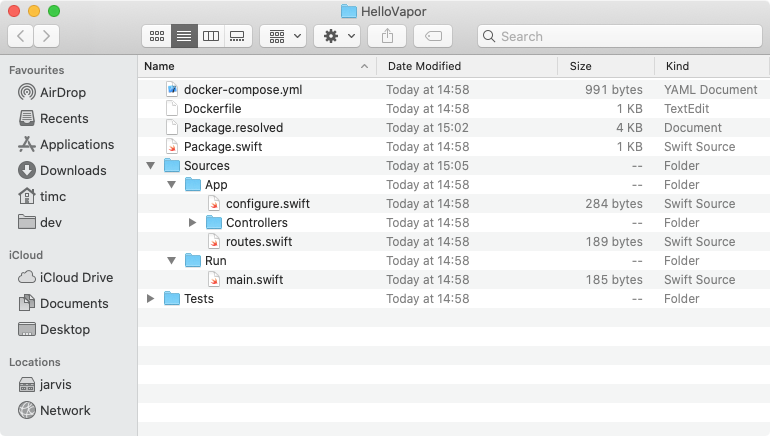 HelloVapor
Search
Favourites
AirDrop
Recents
Applications
Downloads
timc
dev
iCloud
iCloud Drive
Documents
Desktop
Locations
jarvis
Network
Name Date Modified Size Kind
docker-compose.yml Today at 14:58 991 bytes YAML Document
Dockerfile Today at 14:58 1 KB TextEdit
Package.resolved Today at 15:02 4 KB Document
Package.swift Today at 14:58 1 KB Swift Source
Sources Today at 15:05 -- Folder
App Today at 14:58 -- Folder
configure.swift Today at 14:58 284 bytes Swift Source
Controllers Today at 14:58 -- Folder
routes.swift Today at 14:58 189 bytes Swift Source
Run Today at 14:58 -- Folder
main.swift Today at 14:58 185 bytes Swift Source
Tests Today at 14:58 -- Folder